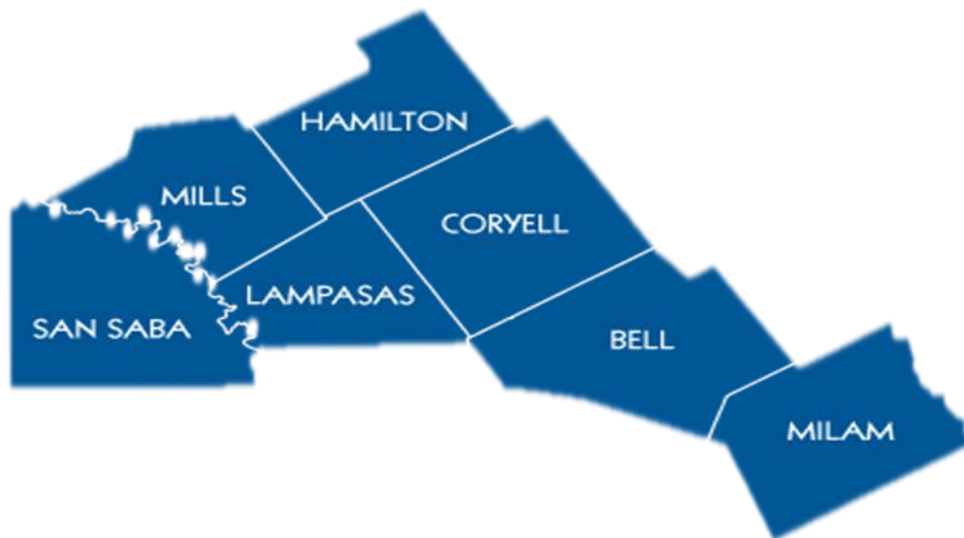 HAMILTON
MILLS
CORYELL
LAMPASAS
SAN SABA
BELL
MILAM